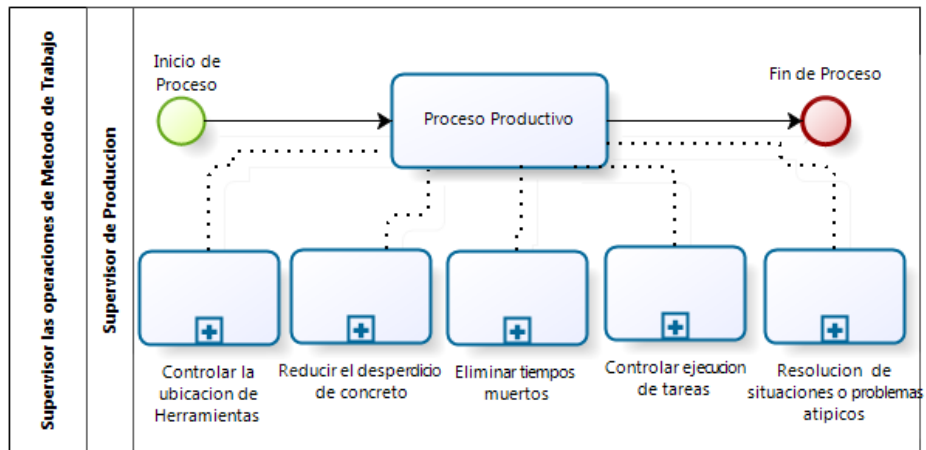 Supervisor las operaciones de Metodo de Trabajo
Supervisor de Produccion
Inicio de
Proceso
Proceso Productivo
Fin de Proceso
Controlar la
ubicacion de
Herramientas
Reducir el desperdicio
de concreto
Eliminar tiempos
muertos
Controlar ejecucion
de tareas
Resolucion de
situaciones o problemas
atipicos